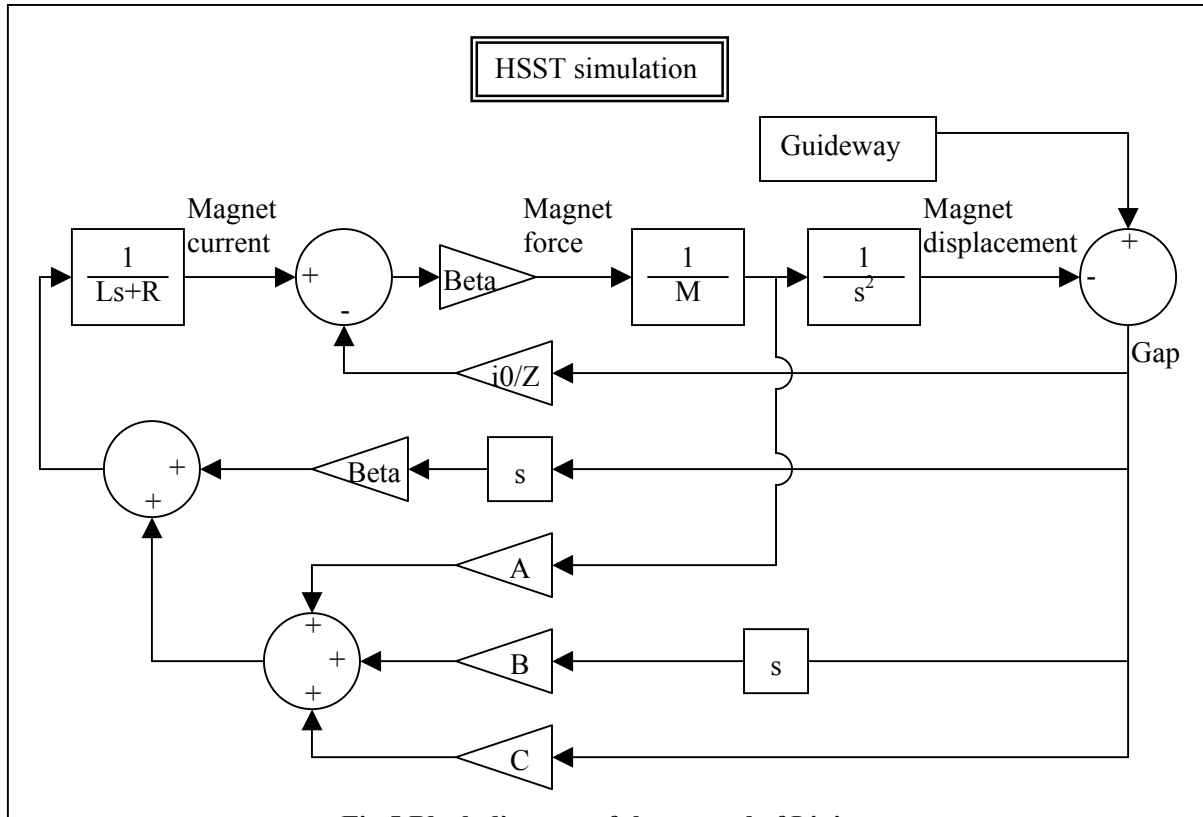 HSST simulation
Guideway
Magnet
current
Magnet
force
Magnet
displacement
1
Ls+R
+
-
Beta
1
M
1
s²
+
-
Gap
i0/Z
+
+
Beta
s
A
+
+
+
B
s
C